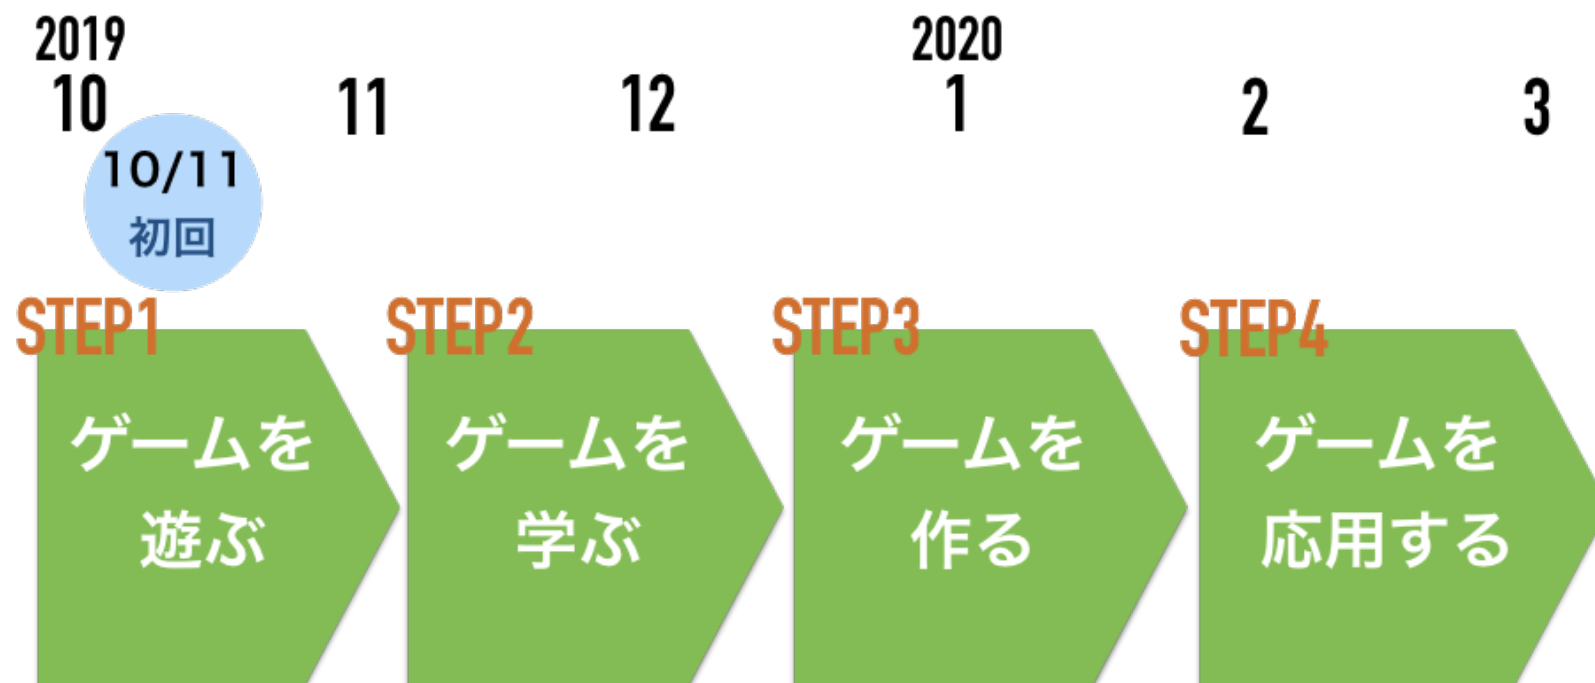 2019
2020
10
11
12
1
2
3
10/11
初回
STEP1
STEP2
STEP3
STEP4
ゲームを
遊ぶ
ゲームを
学ぶ
ゲームを
作る
ゲームを
応用する